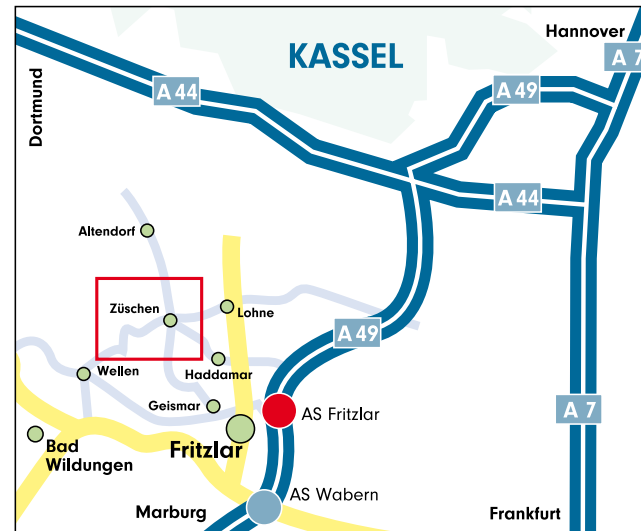 Hannover
KASSEL
A 7
A 44
A 49
Dortmund
A 44
Altendorf
Züschen
Lohne
A 49
Wellen
Haddamar
Geismar
AS Fritzlar
A 7
Fritzlar
Bad
Wildungen
AS Wabern
Marburg
Frankfurt